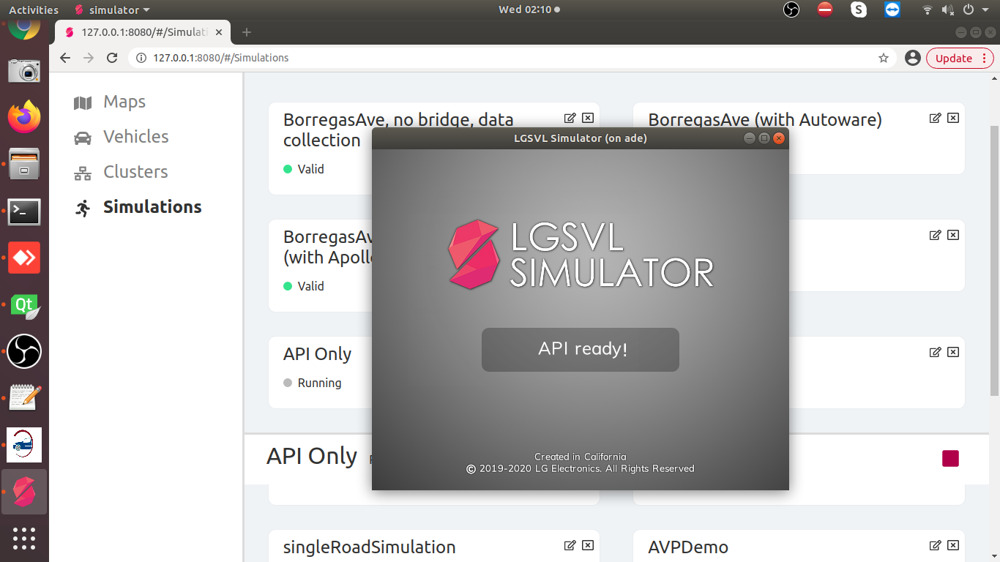 Activities
simulator
Wed 02:10
127.0.0.1:8080/#/Simulati
127.0.0.1:8080/#/Simulations
Update
Maps
Vehicles
Clusters
Simulations
BorregasAve, no bridge, data
collection
Valid
BorregasAve (with Autoware)
LGSVL Simulator (on ade)
LGSVL
SIMULATOR
API ready!
Created in California
© 2019-2020 LG Electronics. All Rights Reserved
BorregasAv
(with Apoll
Valid
API Only
Running
API Only
singleRoadSimulation
AVPDemo
Qt
S